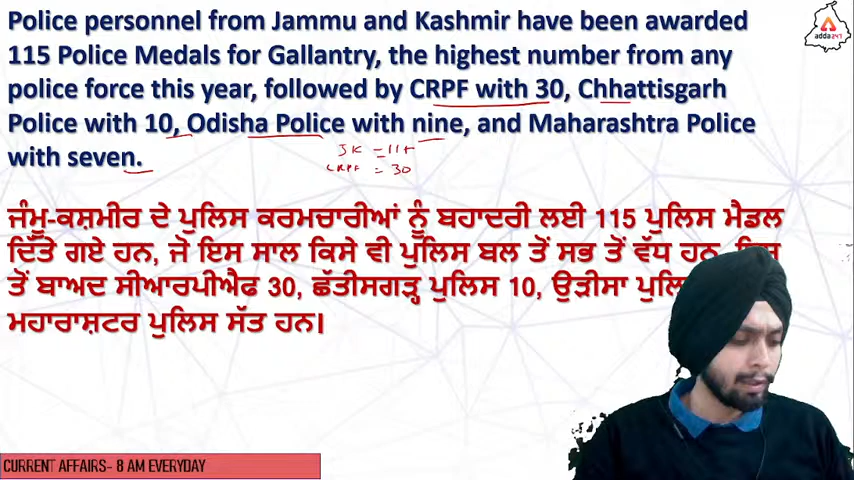 Police personnel from Jammu and Kashmir have been awarded
115 Police Medals for Gallantry, the highest number from any
police force this year, followed by CRPF with 30, Chhattisgarh
Police with 10, Odisha Police with nine, and Maharashtra Police
with seven.
JK = 115
CRPF = 30
ਜੰਮੂ-ਕਸ਼ਮੀਰ ਦੇ ਪੁਲਿਸ ਕਰਮਚਾਰੀਆਂ ਨੂੰ ਬਹਾਦਰੀ ਲਈ 115 ਪੁਲਿਸ ਮੈਡਲ
ਦਿੱਤੇ ਗਏ ਹਨ, ਜੋ ਇਸ ਸਾਲ ਕਿਸੇ ਵੀ ਪੁਲਿਸ ਬਲ ਤੋਂ ਸਭ ਤੋਂ ਵੱਧ ਹਨ
ਤੋਂ ਬਾਅਦ ਸੀਆਰਪੀਐਫ 30, ਛੱਤੀਸਗੜ੍ਹ ਪੁਲਿਸ 10, ਉੜੀਸਾ
ਮਹਾਰਾਸ਼ਟਰ ਪੁਲਿਸ ਸੱਤ ਹਨ।
adda247
CURRENT AFFAIRS- 8 AM EVERYDAY